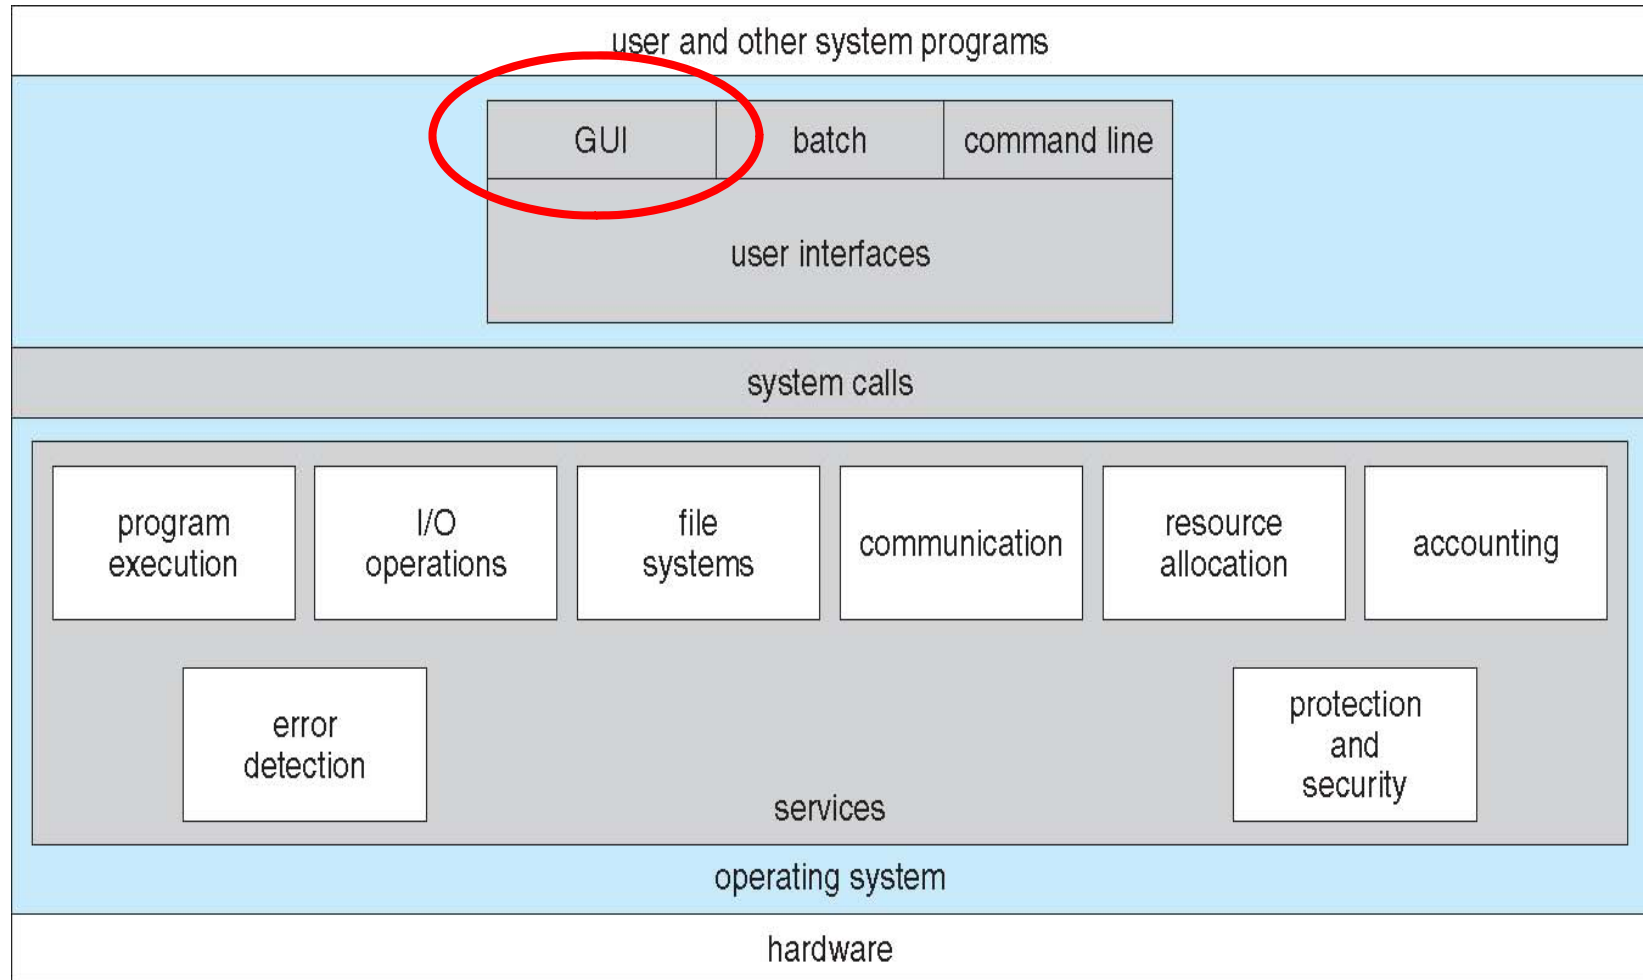 user and other system programs
GUI
batch
command line
user interfaces
system calls
program
execution
I/O
operations
file
systems
communication
resource
allocation
accounting
error
detection
protection
and
security
services
operating system
hardware